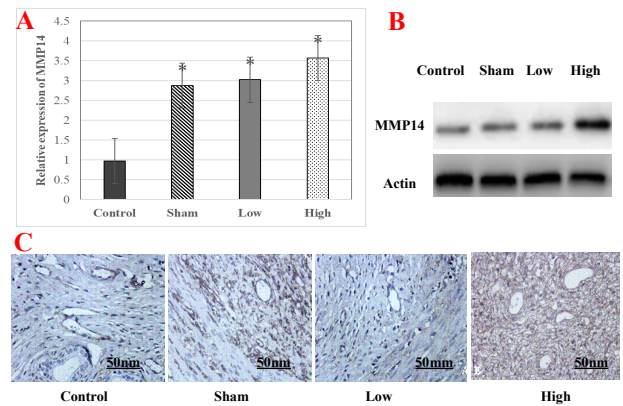 A
B
Relative expression of MMP14
4.5
4
3.5
3
2.5
2
1.5
1
0.5
0
*
*
*
Control
Sham
Low
High
Control
Sham
Low
High
MMP14
Actin
C
50nm
50nm
50mm
50nm
Control
Sham
Low
High